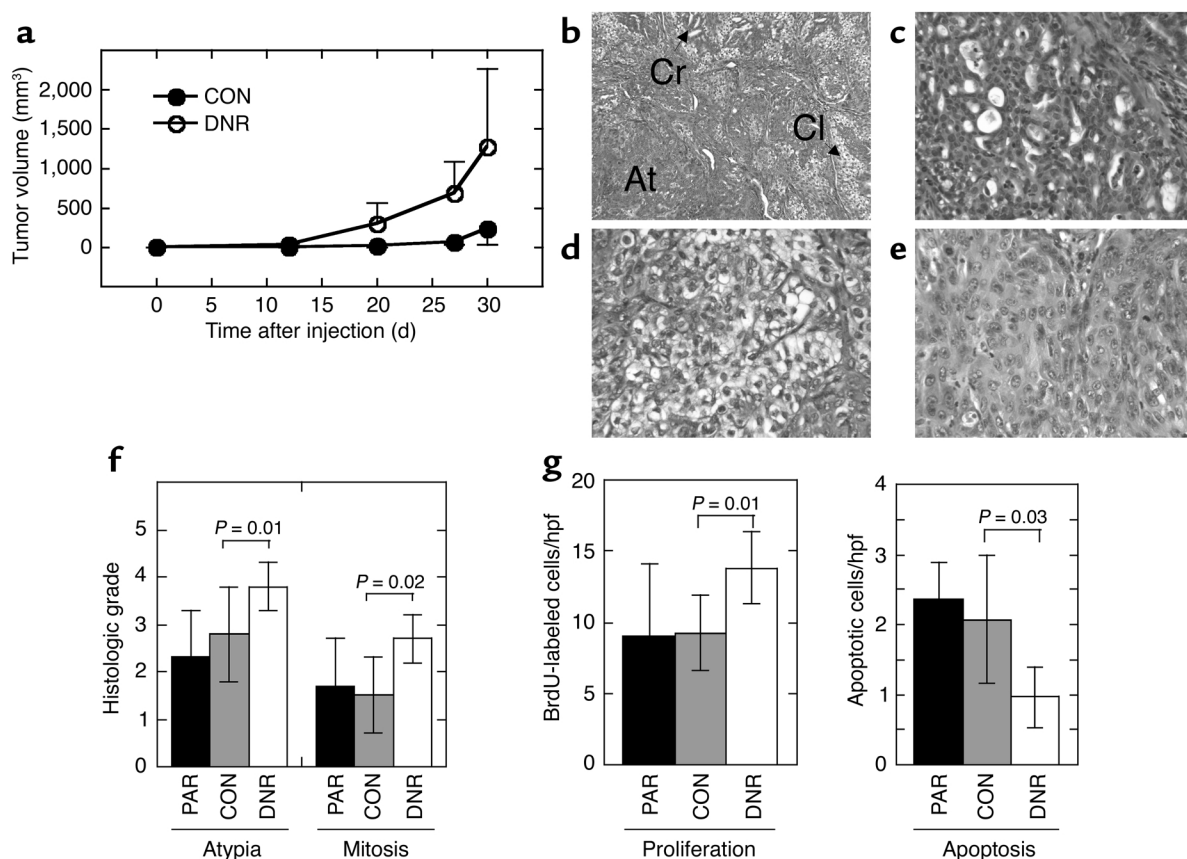 a
Tumor volume (mm³)
2,000
1,500
1,000
500
0
CON
DNR
0 5 10 15 20 25 30
Time after injection (d)
b
Cr
Cl
At
c
d
e
f
Histologic grade
5
4
3
2
1
0
P = 0.01
P = 0.02
PAR CON DNR PAR CON DNR
Atypia Mitosis
g
BrdU-labeled cells/hpf
20
15
10
5
0
P = 0.01
PAR CON DNR
Proliferation
Apoptotic cells/hpf
4
3
2
1
0
P = 0.03
PAR CON DNR
Apoptosis